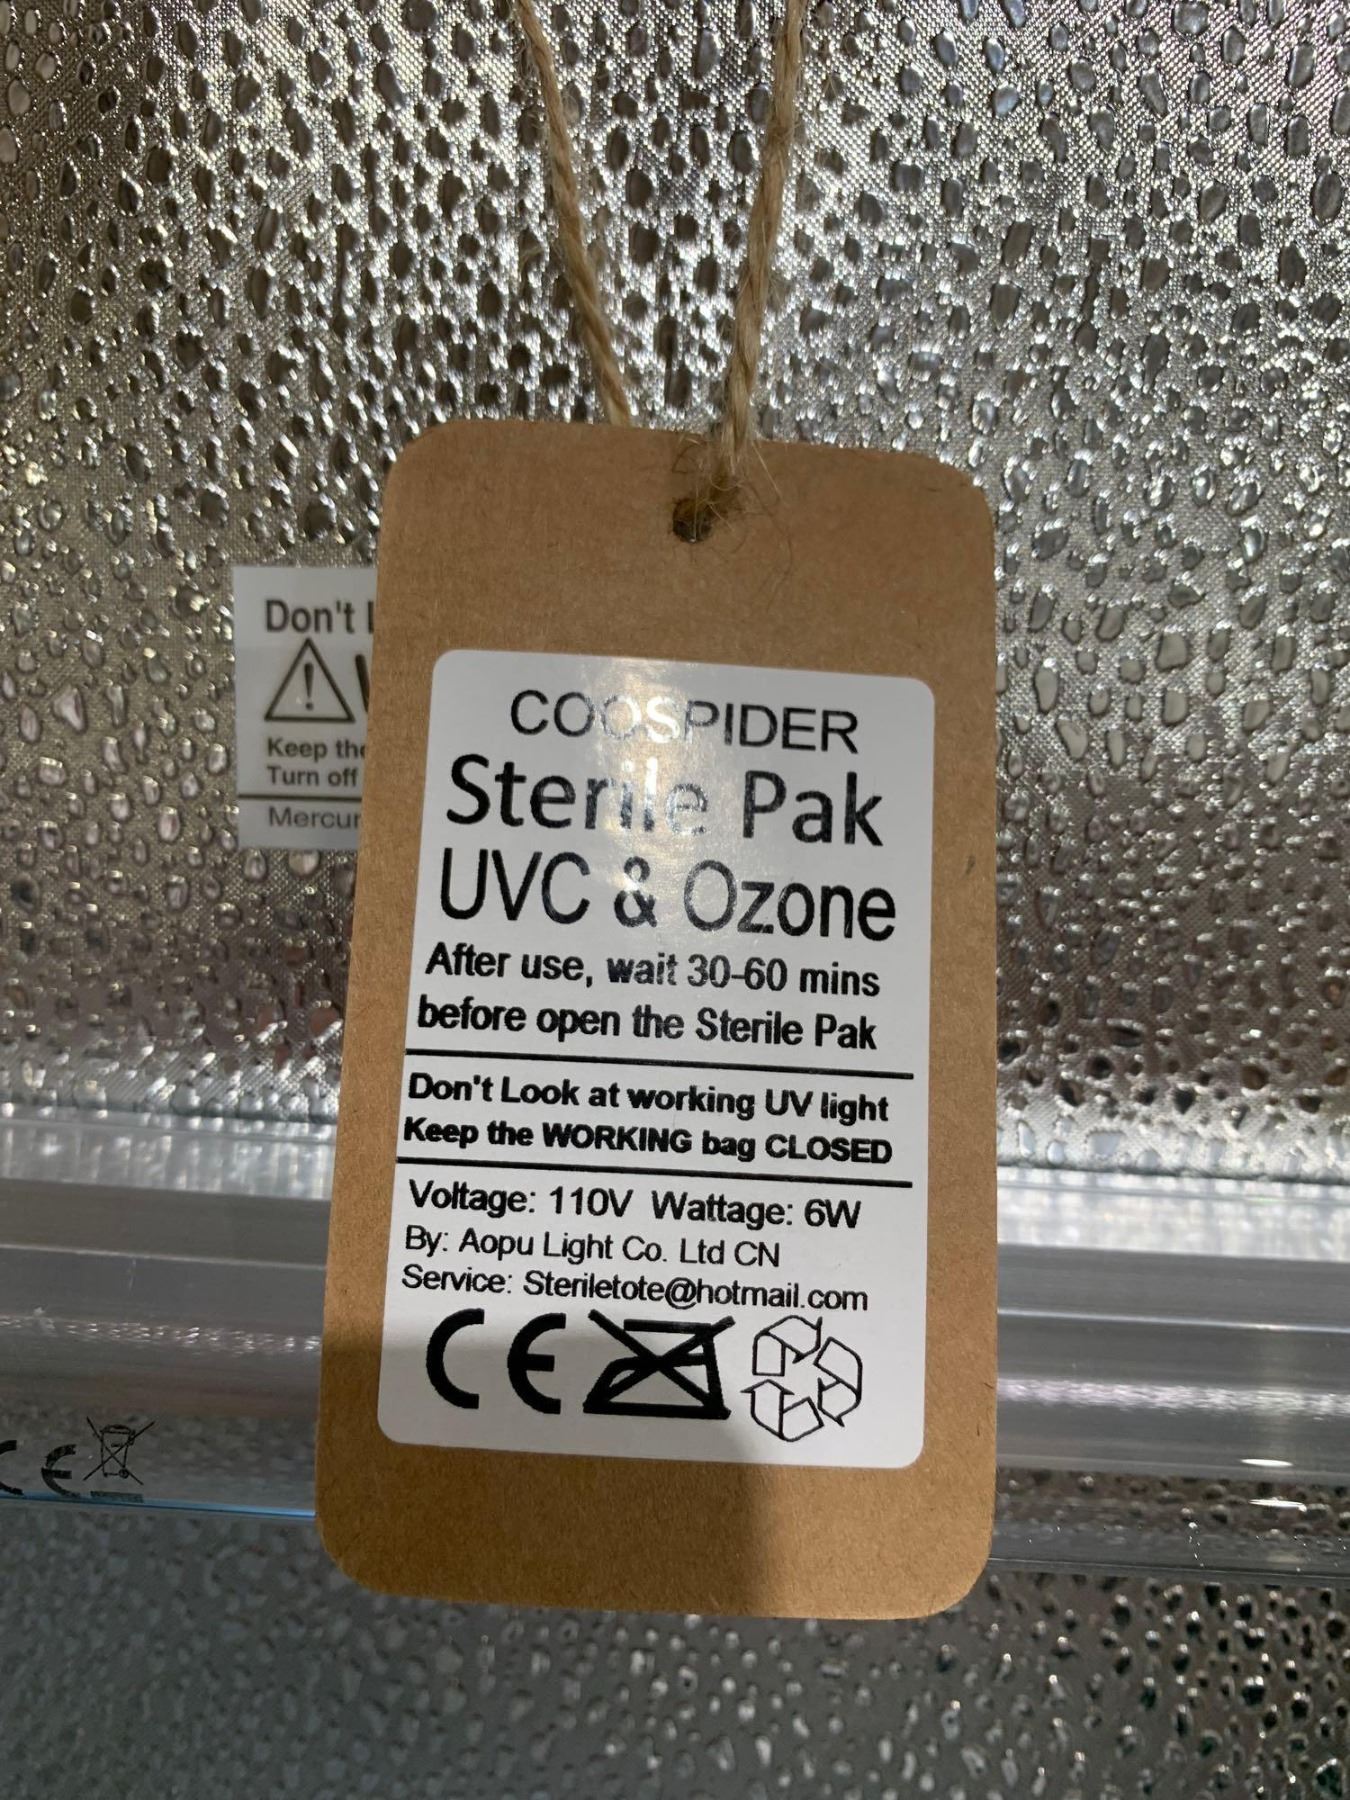 Don't
Keep the
Turn off
Mercur
COOSPIDER
Sterile Pak
UVC & Ozone
After use, wait 30-60 mins
before open the Sterile Pak
Don't Look at working UV light
Keep the WORKING bag CLOSED
Voltage: 110V Wattage: 6W
By: Aopu Light Co. Ltd CN
Service: Steriletote@hotmail.com
CE
CE